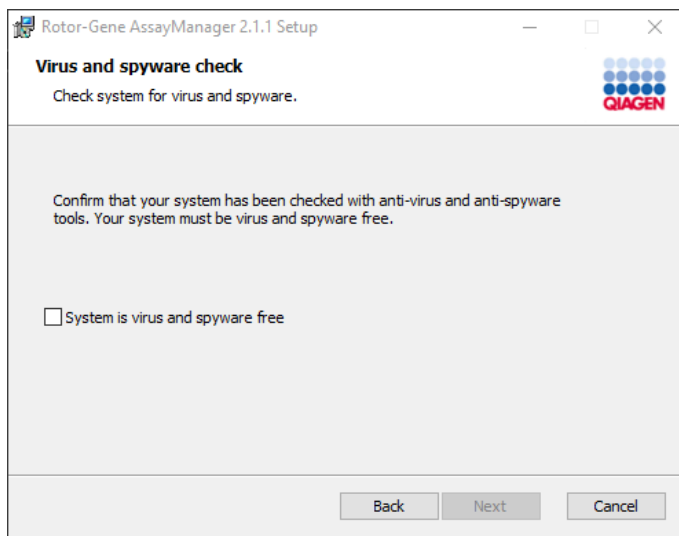 Rotor-Gene AssayManager 2.1.1 Setup
Virus and spyware check
Check system for virus and spyware.
QIAGEN
Confirm that your system has been checked with anti-virus and anti-spyware
tools. Your system must be virus and spyware free.
System is virus and spyware free
Back Next Cancel